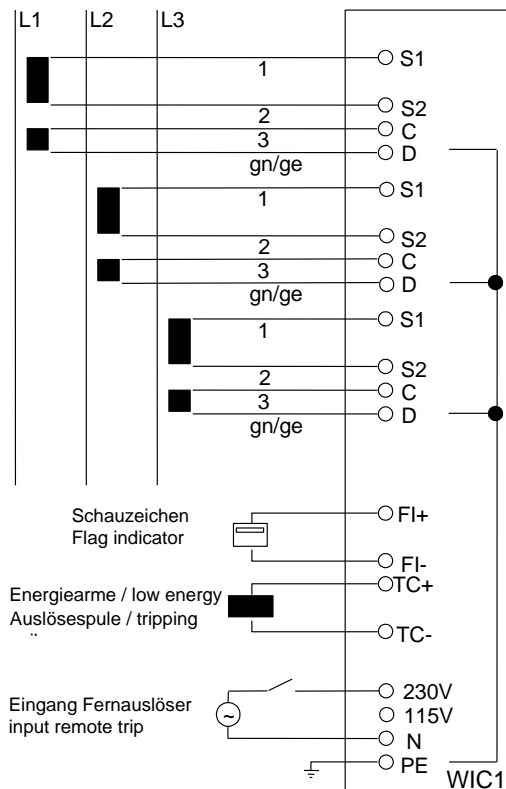 L1 L2 L3
1 S1
S2
2 C
3 D
gn/ge
1 S1
S2
2 C
3 D
gn/ge
1 S1
S2
2 C
3 D
gn/ge
Schauzeichen FI+
Flag indicator
FI-
Energiearme / low energy TC+
Auslösespule / tripping
TC-
Eingang Fernauslöser 230V
input remote trip 115V
~
N
PE
WIC1